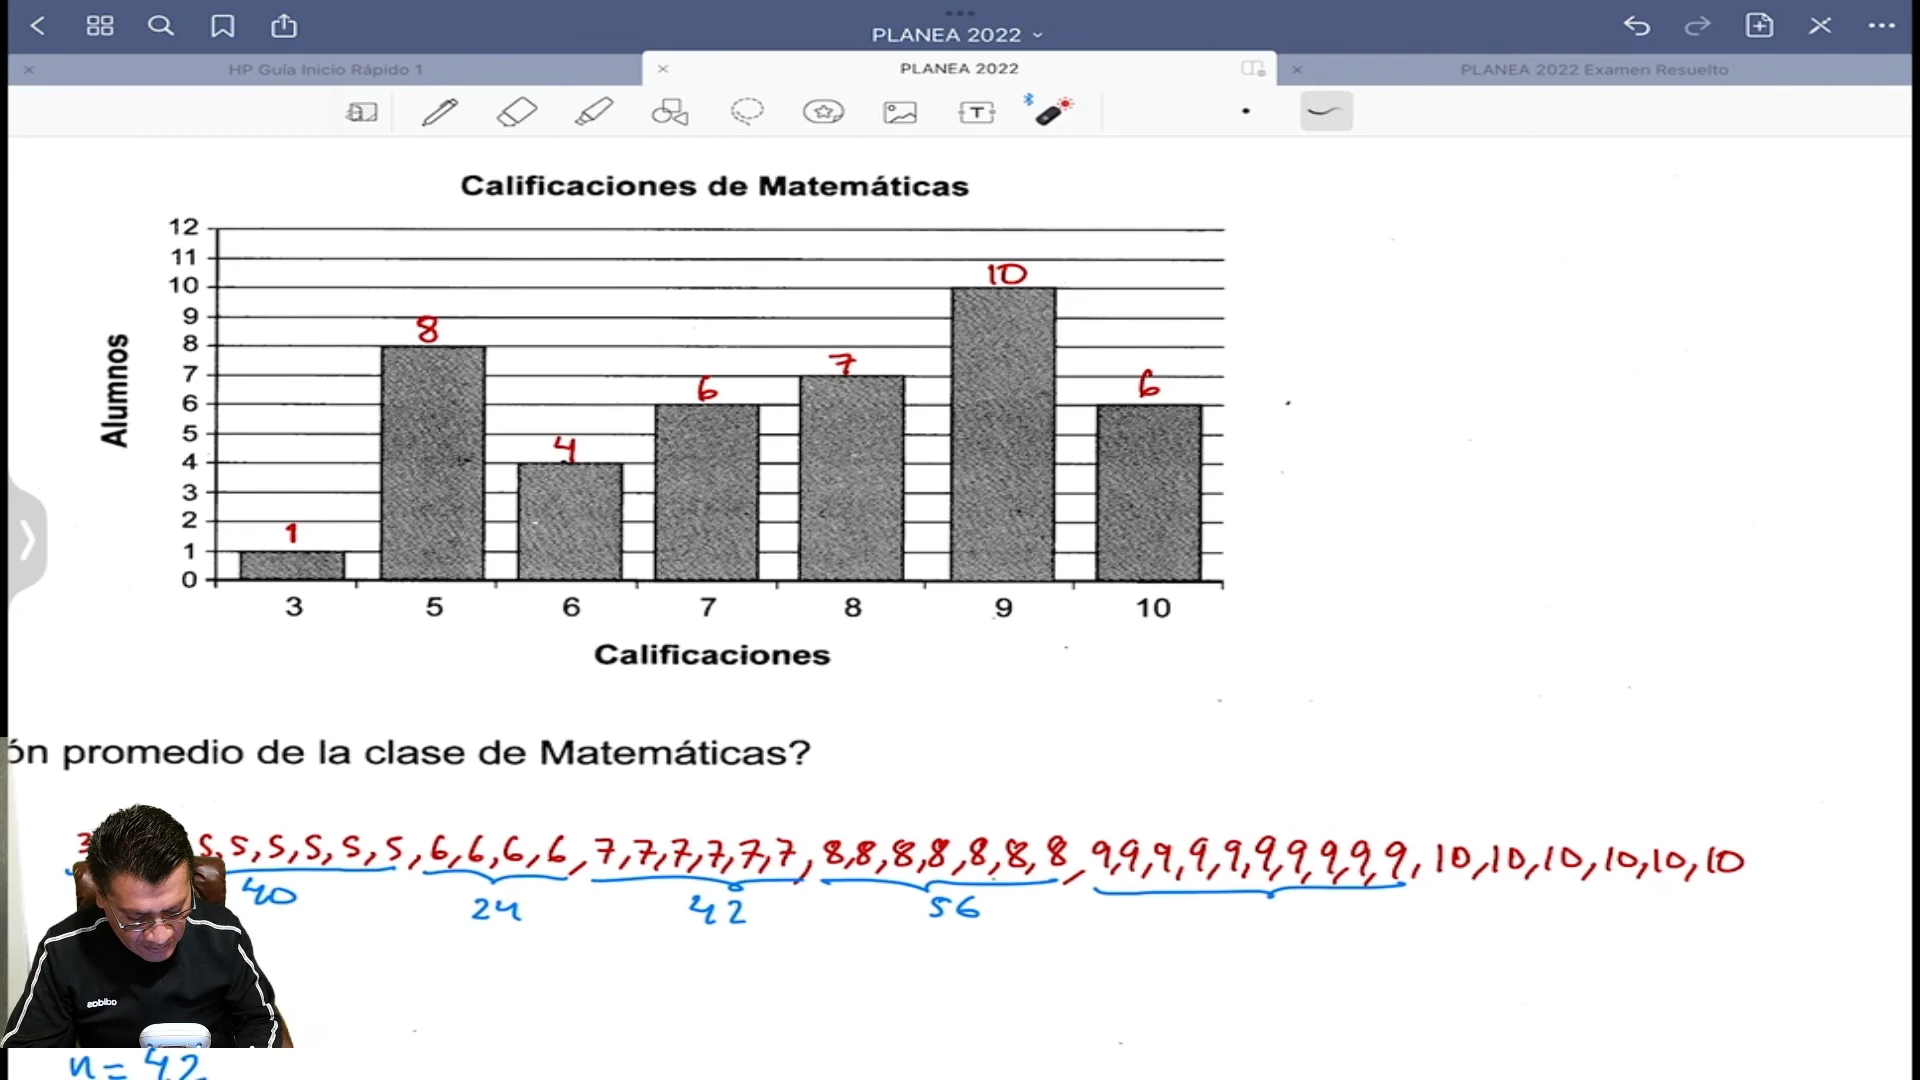 PLANEA 2022
HP Guía Inicio Rápido 1
PLANEA 2022
PLANEA 2022 Examen Resuelto
T
Calificaciones de Matemáticas
12
11
10
9
8
7
6
5
4
3
2
1
0
Alumnos
1
8
4
6
7
10
6
3 5 6 7 8 9 10
Calificaciones
ón promedio de la clase de Matemáticas?
3 5,5,5,5,5,5,6,6,6,6,7,7,7,7,7,7,8,8,8,8,8,8,8,9,9,9,9,9,9,9,9,9,9,10,10,10,10,10,10
40 24 42 56
adidas
n = 42